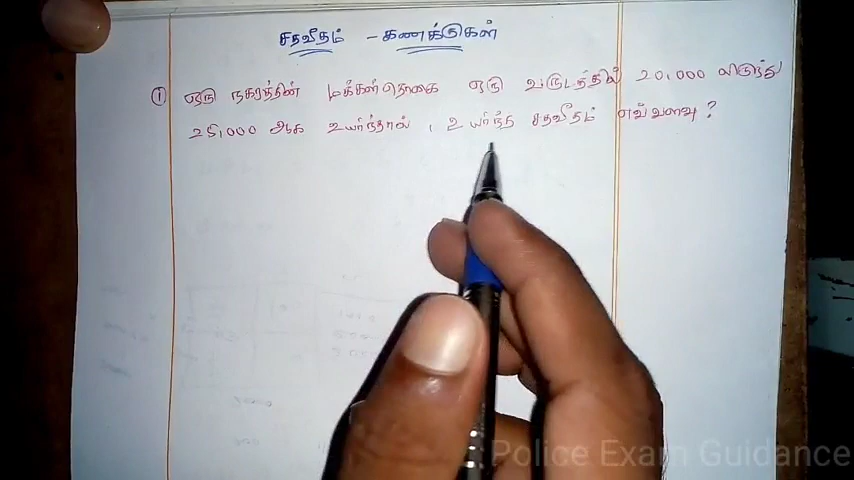 சதவீதம் - கணக்குகள்
① ஒரு நகரத்தின் மக்கள்தொகை ஒரு வருடத்தில் 20,000 லிருந்து
25,000 ஆக உயர்ந்தால் , உயர்ந்த சதவீதம் எவ்வளவு ?
Police Exam Guidance